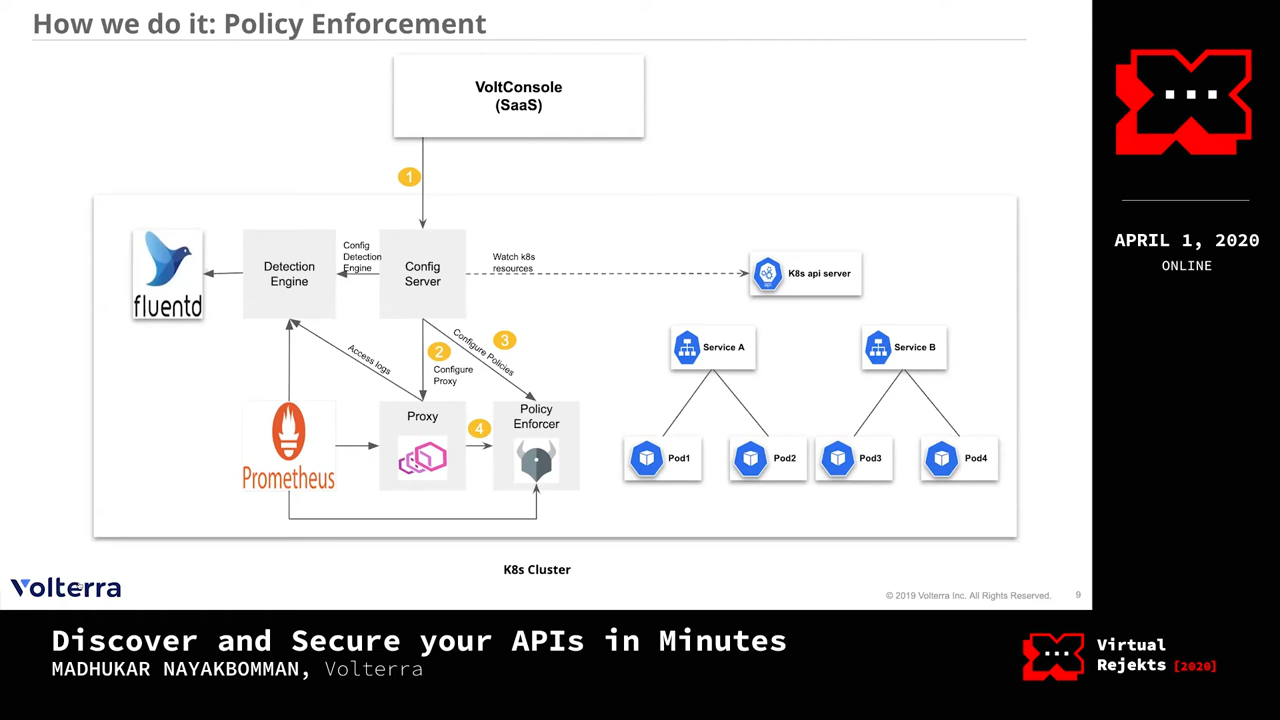 How we do it: Policy Enforcement
VoltConsole
(SaaS)
1
fluentd
Detection
Engine
Config
Detection
Engine
Config
Server
Watch k8s
resources
api
K8s api server
Access logs
2
Configure
Proxy
Configure Policies
3
Service A
Service B
Prometheus
Proxy
4
Policy
Enforcer
Pod1
Pod2
Pod3
Pod4
K8s Cluster
Volterra
© 2019 Volterra Inc. All Rights Reserved.
9
APRIL 1, 2020
ONLINE
Discover and Secure your APIs in Minutes
MADHUKAR NAYAKBOMMAN, Volterra
Virtual
Rejekts [2020]